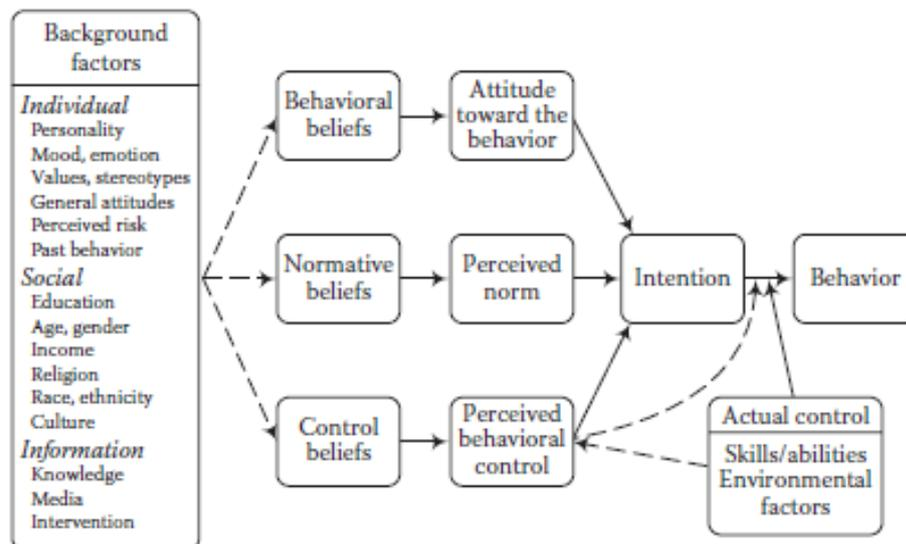 Background
factors
Individual
Personality
Mood, emotion
Values, stereotypes
General attitudes
Perceived risk
Past behavior
Social
Education
Age, gender
Income
Religion
Race, ethnicity
Culture
Information
Knowledge
Media
Intervention
Behavioral
beliefs
Attitude
toward the
behavior
Normative
beliefs
Perceived
norm
Intention
Behavior
Control
beliefs
Perceived
behavioral
control
Actual control
Skills/abilities
Environmental
factors